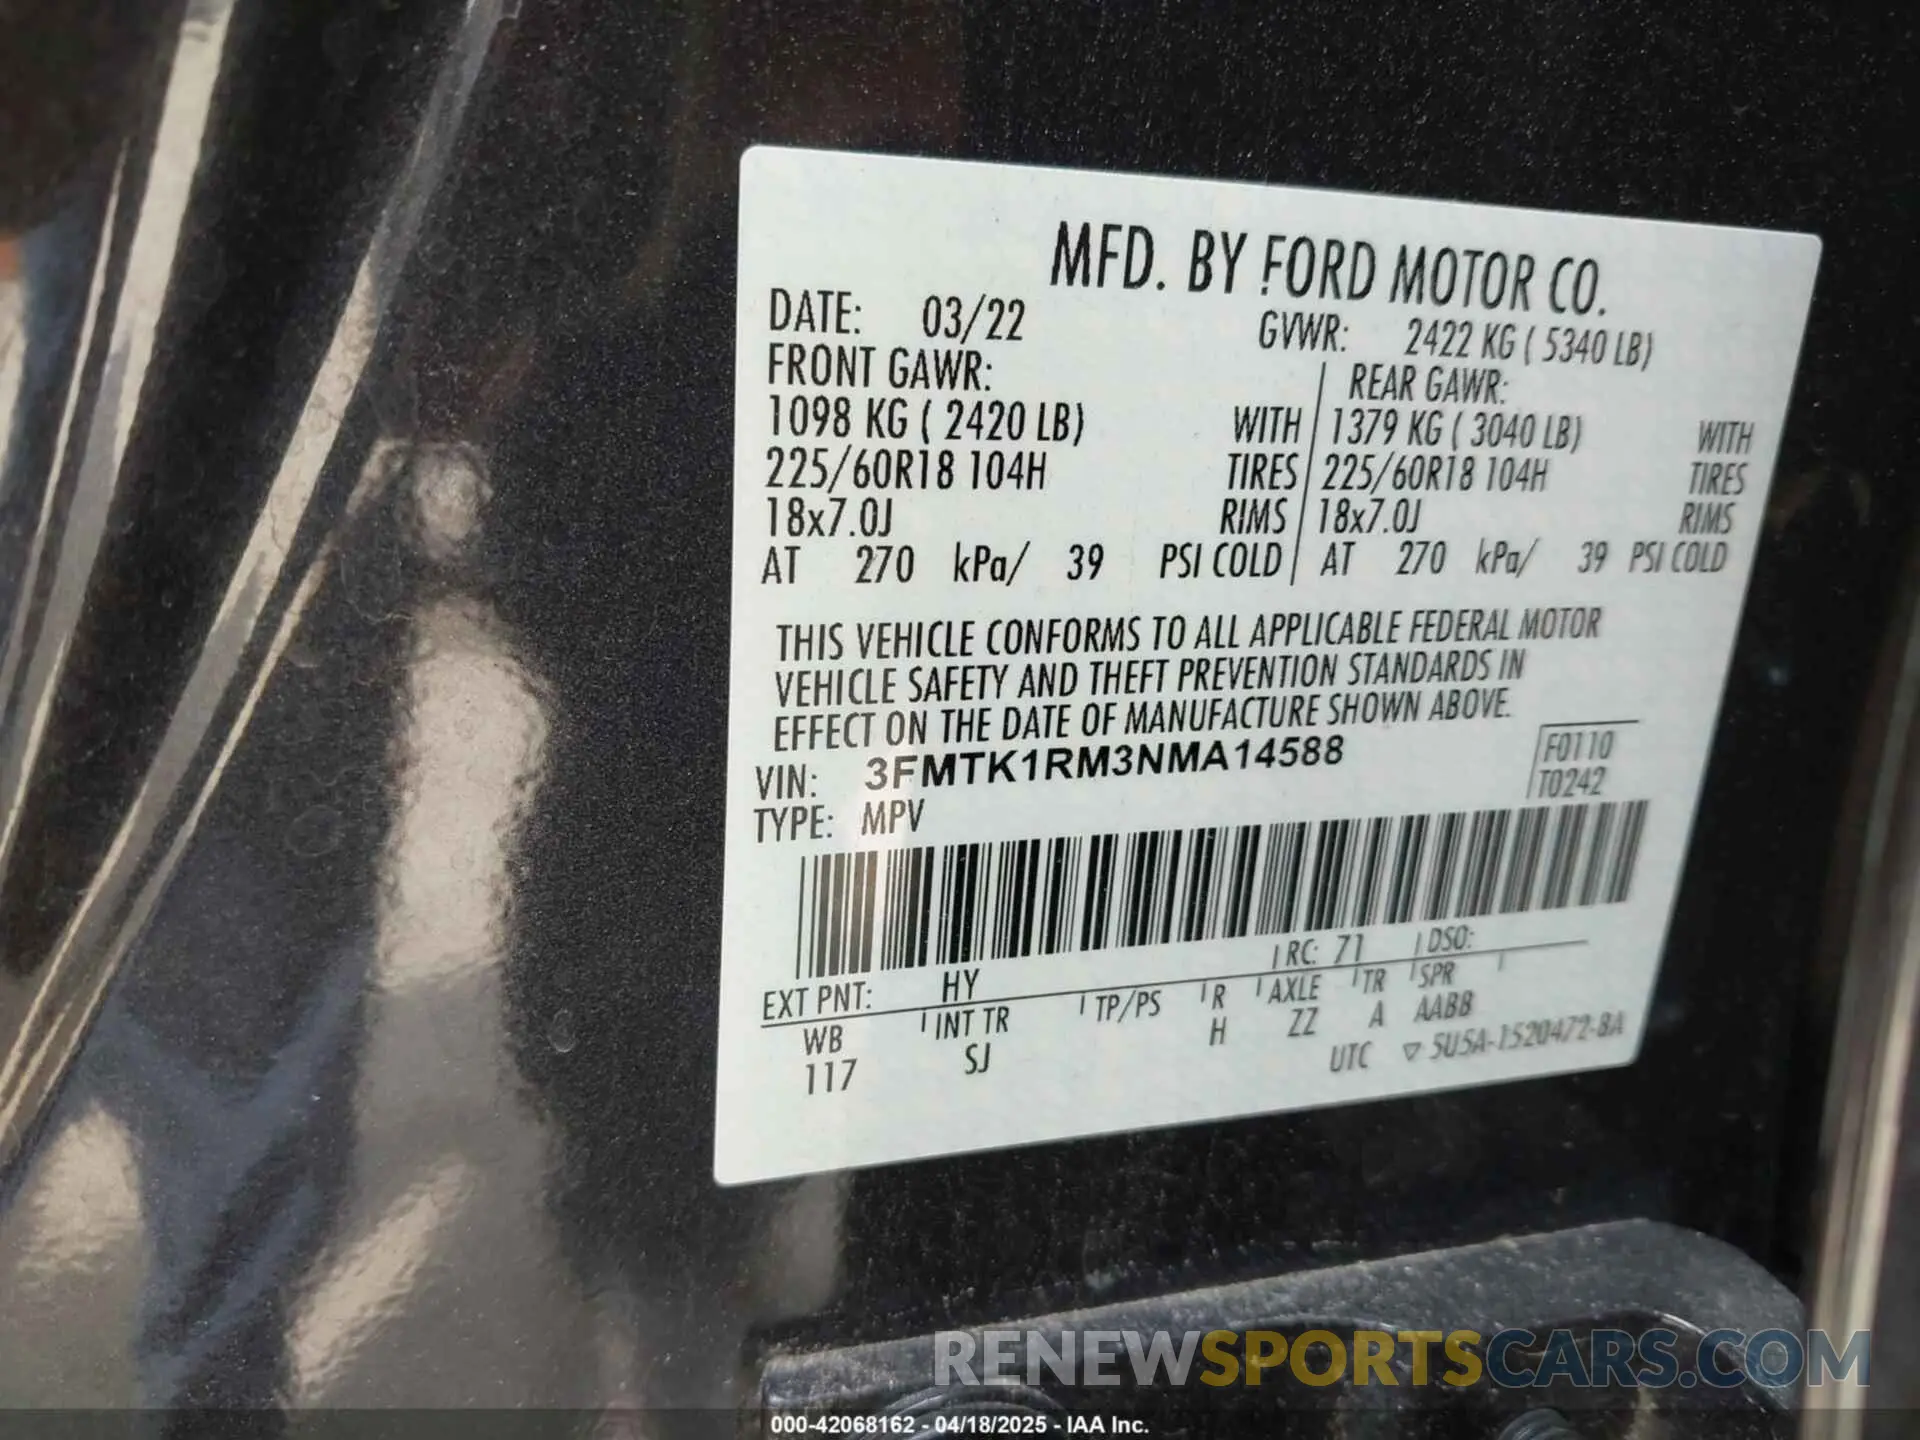 MFD. BY FORD MOTOR CO.
DATE: 03/22 GVWR: 2422 KG ( 5340 LB)
FRONT GAWR: REAR GAWR:
1098 KG ( 2420 LB) WITH 1379 KG ( 3040 LB) WITH
225/60R18 104H TIRES 225/60R18 104H TIRES
18x7.0J RIMS 18x7.0J RIMS
AT 270 kPa/ 39 PSI COLD AT 270 kPa/ 39 PSI COLD
THIS VEHICLE CONFORMS TO ALL APPLICABLE FEDERAL MOTOR
VEHICLE SAFETY AND THEFT PREVENTION STANDARDS IN
EFFECT ON THE DATE OF MANUFACTURE SHOWN ABOVE.
VIN: 3FMTK1RM3NMA14588 F0110
TYPE: MPV T0242
EXT PNT: HY RC: 71 DSO:
WB INT TR TP/PS R AXLE TR SPR
117 SJ H ZZ A AABB
UTC ▽ 5U5A-1520472-BA
RENEWSPORTSCARS.COM
000-42068162 - 04/18/2025 - IAA Inc.